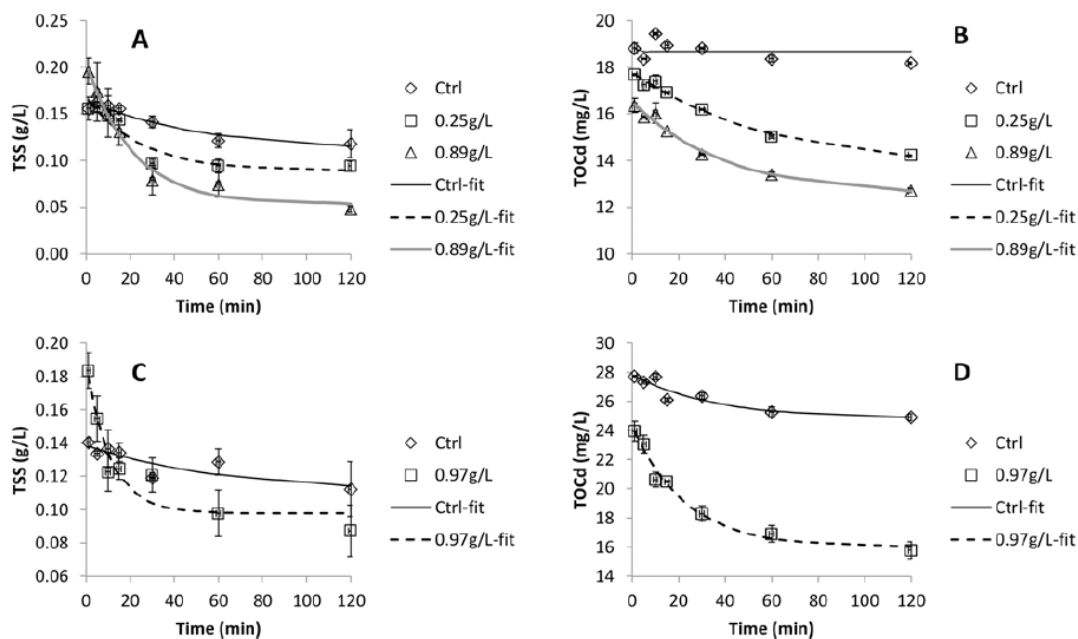 A
TSS (g/L)
0.25
0.20
0.15
0.10
0.05
0.00
0 20 40 60 80 100 120
Time (min)
Ctrl
0.25g/L
0.89g/L
Ctrl-fit
0.25g/L-fit
0.89g/L-fit
B
TOCd (mg/L)
20
18
16
14
12
10
0 20 40 60 80 100 120
Time (min)
Ctrl
0.25g/L
0.89g/L
Ctrl-fit
0.25g/L-fit
0.89g/L-fit
C
TSS (g/L)
0.20
0.18
0.16
0.14
0.12
0.10
0.08
0.06
0 20 40 60 80 100 120
Time (min)
Ctrl
0.97g/L
Ctrl-fit
0.97g/L-fit
D
TOCd (mg/L)
30
28
26
24
22
20
18
16
14
0 20 40 60 80 100 120
Time (min)
Ctrl
0.97g/L
Ctrl-fit
0.97g/L-fit